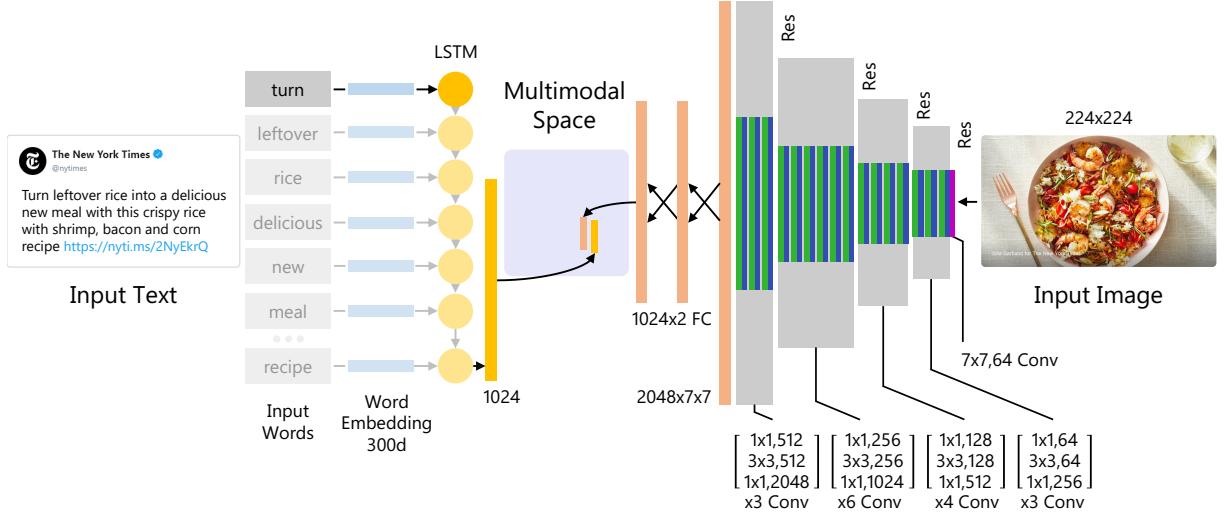 The New York Times
@nytimes
Turn leftover rice into a delicious
new meal with this crispy rice
with shrimp, bacon and corn
recipe https://nyti.ms/2NyEkrQ
Input Text
turn
leftover
rice
delicious
new
meal
recipe
Input
Words
Word
Embedding
300d
LSTM
1024
Multimodal
Space
1024x2 FC
2048x7x7
Res
Res
Res
Res
224x224
Input Image
7x7,64 Conv
1x1,512
3x3,512
1x1,2048
x3 Conv
1x1,256
3x3,256
1x1,1024
x6 Conv
1x1,128
3x3,128
1x1,512
x4 Conv
1x1,64
3x3,64
1x1,256
x3 Conv